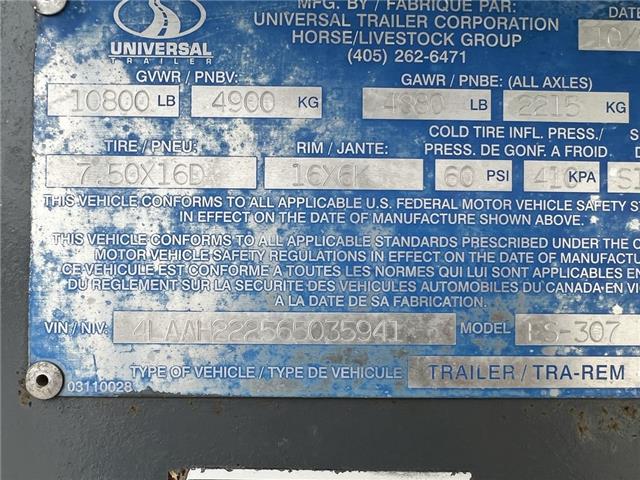 MFG. BY / FABRIQUE PAR:
UNIVERSAL TRAILER CORPORATION
HORSE/LIVESTOCK GROUP
(405) 262-6471
DATE
10/
UNIVERSAL
TRAILER
GVWR / PNBV:
GAWR / PNBE: (ALL AXLES)
10800 LB 4900 KG 4880 LB 2215 KG
TIRE / PNEU: RIM / JANTE: COLD TIRE INFL. PRESS./
PRESS. DE GONF. A FROID.
7.50X16D 16X6K 60 PSI 410 KPA
THIS VEHICLE CONFORMS TO ALL APPLICABLE U.S. FEDERAL MOTOR VEHICLE SAFETY
IN EFFECT ON THE DATE OF MANUFACTURE SHOWN ABOVE.
THIS VEHICLE CONFORMS TO ALL APPLICABLE STANDARDS PRESCRIBED UNDER THE
MOTOR VEHICLE SAFETY REGULATIONS IN EFFECT ON THE DATE OF MANUFACTU
CE VEHICULE EST CONFORME A TOUTES LES NORMES QUI LUI SONT APPLICABLES EN
DU REGLEMENT SUR LA SECURITE DES VEHICULES AUTOMOBILES DU CANADA EN VI
A LA DATE DE SA FABRICATION.
VIN / NIV: 4LAAH228565035941 MODEL ES-307
TYPE OF VEHICLE / TYPE DE VEHICULE TRAILER / TRA-REM
03110028